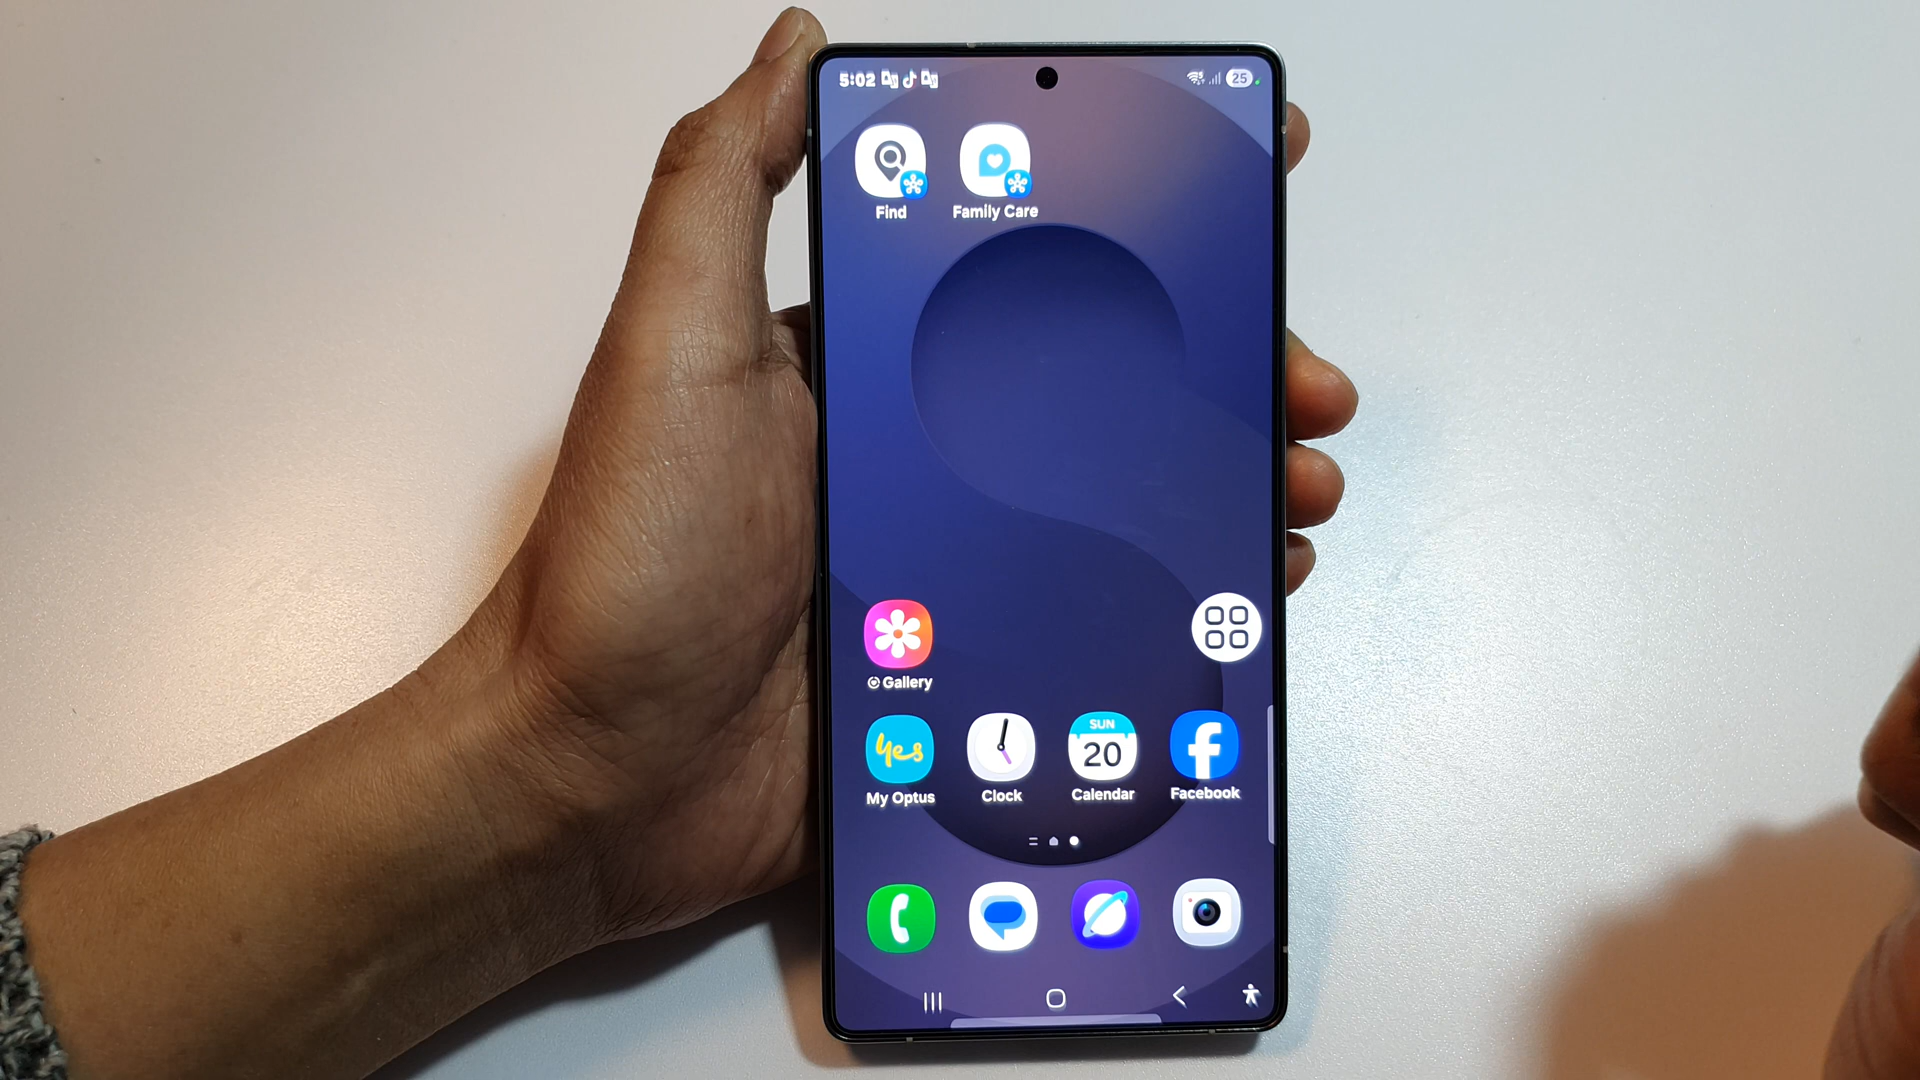 5:02
25
Find
Family Care
Gallery
yes
SUN
20
My Optus
Clock
Calendar
Facebook